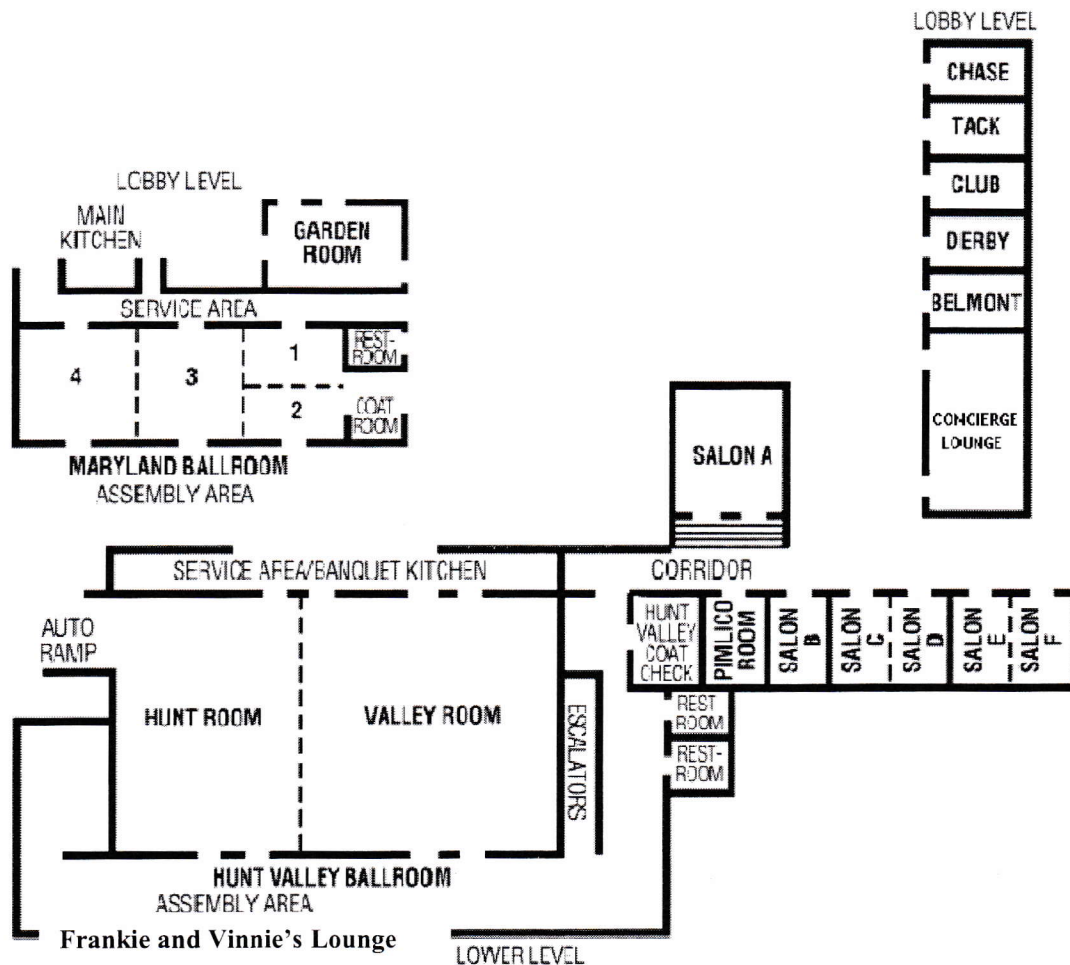 LOBBY LEVEL
CHASE
TACK
CLUB
DERBY
BELMONT
CONCIERGE
LOUNGE
LOBBY LEVEL
MAIN
KITCHEN
GARDEN
ROOM
SERVICE AREA
REST-
ROOM
1
4
3
2
COAT
ROOM
MARYLAND BALLROOM
ASSEMBLY AREA
SALON A
SERVICE AREA/BANQUET KITCHEN
CORRIDOR
AUTO
RAMP
HUNT
VALLEY
COAT
CHECK
PIMLICO
ROOM
SALON
B
SALON
C
SALON
D
SALON
E
SALON
F
HUNT ROOM
VALLEY ROOM
ESCALATORS
REST
ROOM
REST-
ROOM
HUNT VALLEY BALLROOM
ASSEMBLY AREA
Frankie and Vinnie's Lounge
LOWER LEVEL